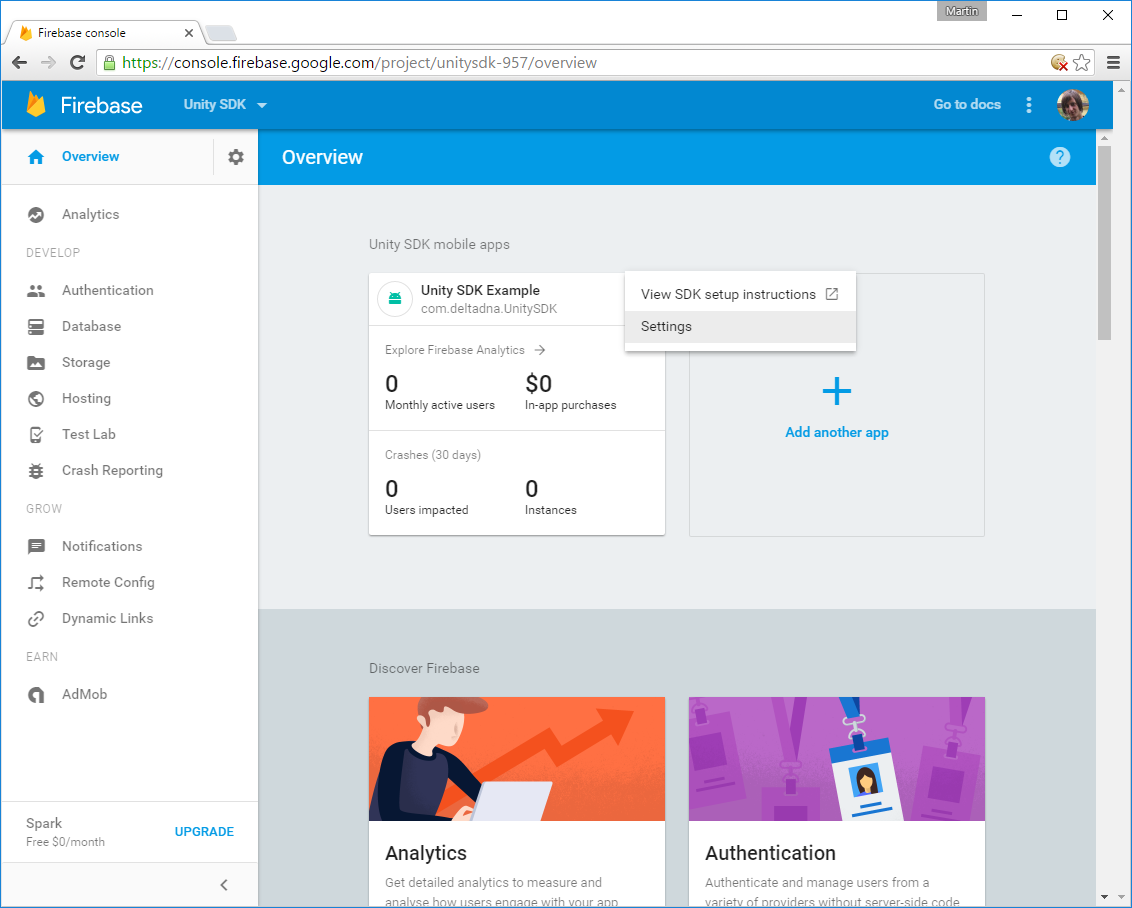 Martin
Firebase console
https://console.firebase.google.com/project/unitysdk-957/overview
Firebase
Unity SDK
Go to docs
Overview
Overview
?
Analytics
DEVELOP
Authentication
Database
Storage
Hosting
Test Lab
Crash Reporting
GROW
Notifications
Remote Config
Dynamic Links
EARN
AdMob
Spark
Free $0/month
UPGRADE
Unity SDK mobile apps
Unity SDK Example
com.deltadna.UnitySDK
View SDK setup instructions
Settings
Explore Firebase Analytics
0
$0
Monthly active users
In-app purchases
Crashes (30 days)
0
0
Users impacted
Instances
Add another app
Discover Firebase
Analytics
Get detailed analytics to measure and
analyse how users engage with your app
Authentication
Authenticate and manage users from a
variety of providers without server-side code